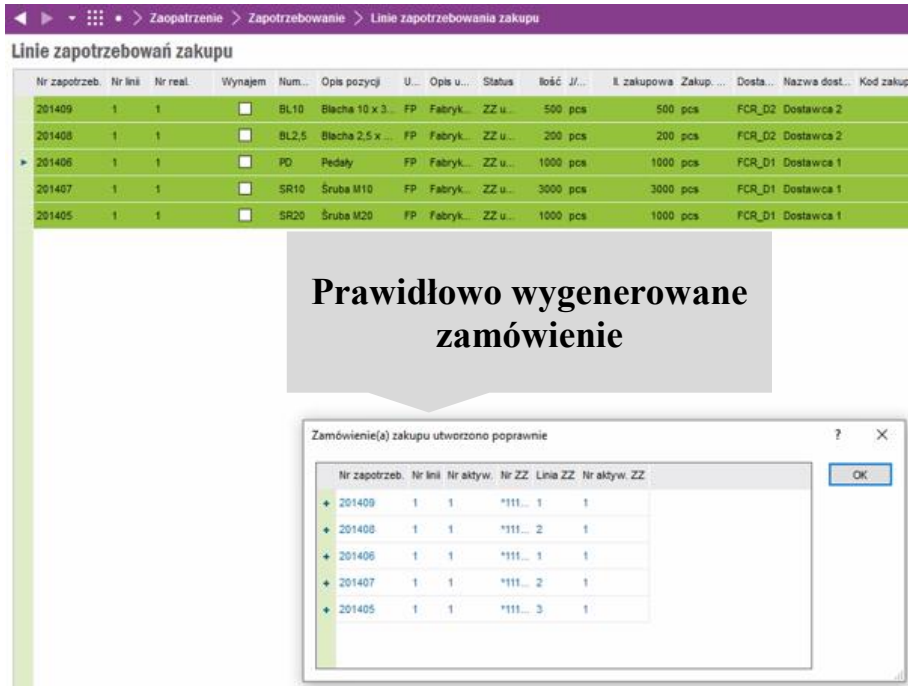 Zaopatrzenie > Zapotrzebowanie > Linie zapotrzebowania zakupu
Linie zapotrzebowań zakupu
Nr zapotrzeb. Nr linii Nr real. Wynajem Num... Opis pozycji U... Opis u... Status Ilość J/... Il. zakupowa Zakup. ... Dosta... Nazwa dost... Kod zakup
201409 1 1 BL10 Blacha 10 x 3... FP Fabryk... ZZ u... 500 pcs 500 pcs FCR_D2 Dostawca 2
201408 1 1 BL2,5 Blacha 2,5 x ... FP Fabryk... ZZ u... 200 pcs 200 pcs FCR_D2 Dostawca 2
201406 1 1 PD Pedały FP Fabryk... ZZ u... 1000 pcs 1000 pcs FCR_D1 Dostawca 1
201407 1 1 SR10 Śruba M10 FP Fabryk... ZZ u... 3000 pcs 3000 pcs FCR_D1 Dostawca 1
201405 1 1 SR20 Śruba M20 FP Fabryk... ZZ u... 1000 pcs 1000 pcs FCR_D1 Dostawca 1
Prawidłowo wygenerowane
zamówienie
Zamówienie(a) zakupu utworzono poprawnie ?
Nr zapotrzeb. Nr linii Nr aktyw. Nr ZZ Linia ZZ Nr aktyw. ZZ OK
201409 1 1 *111... 1 1
201408 1 1 *111... 2 1
201406 1 1 *111... 1 1
201407 1 1 *111... 2 1
201405 1 1 *111... 3 1